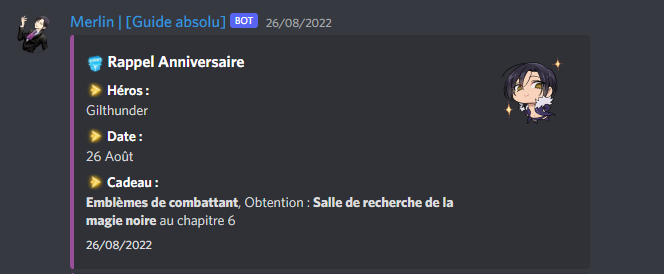 Merlin | [Guide absolu] BOT 26/08/2022
Rappel Anniversaire
Héros :
Gilthunder
Date :
26 Août
Cadeau :
Emblèmes de combattant, Obtention : Salle de recherche de la
magie noire au chapitre 6
26/08/2022